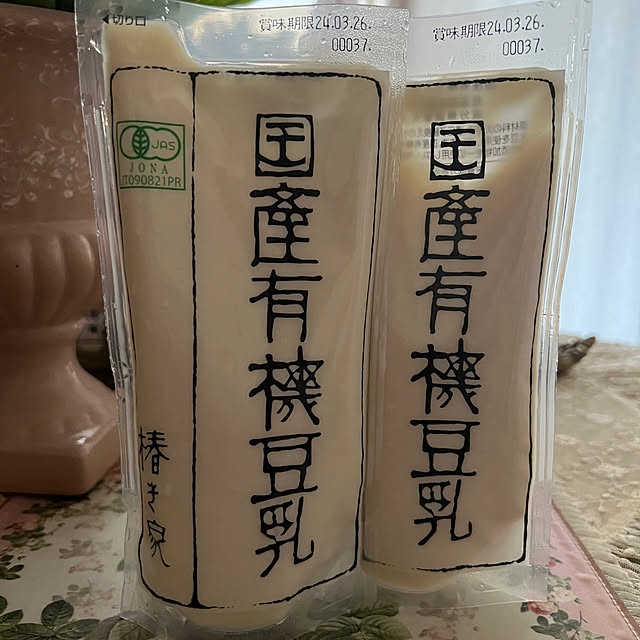 ◀切り口
賞味期限24.03.26.
00037.
JAS
JONA
JT090821PR
国産有機豆乳
椿き家
賞味期限24.03.26.
00037.
国産有機豆乳